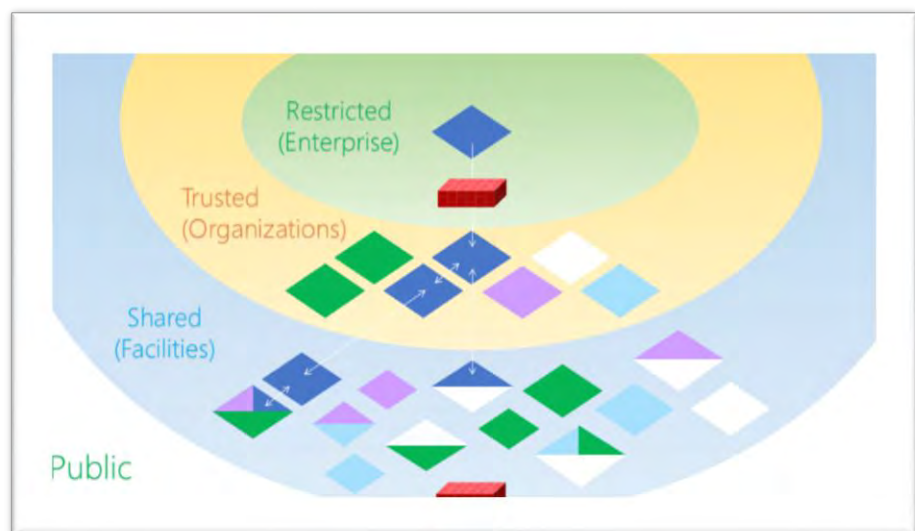 Restricted
(Enterprise)
Trusted
(Organizations)
Shared
(Facilities)
Public